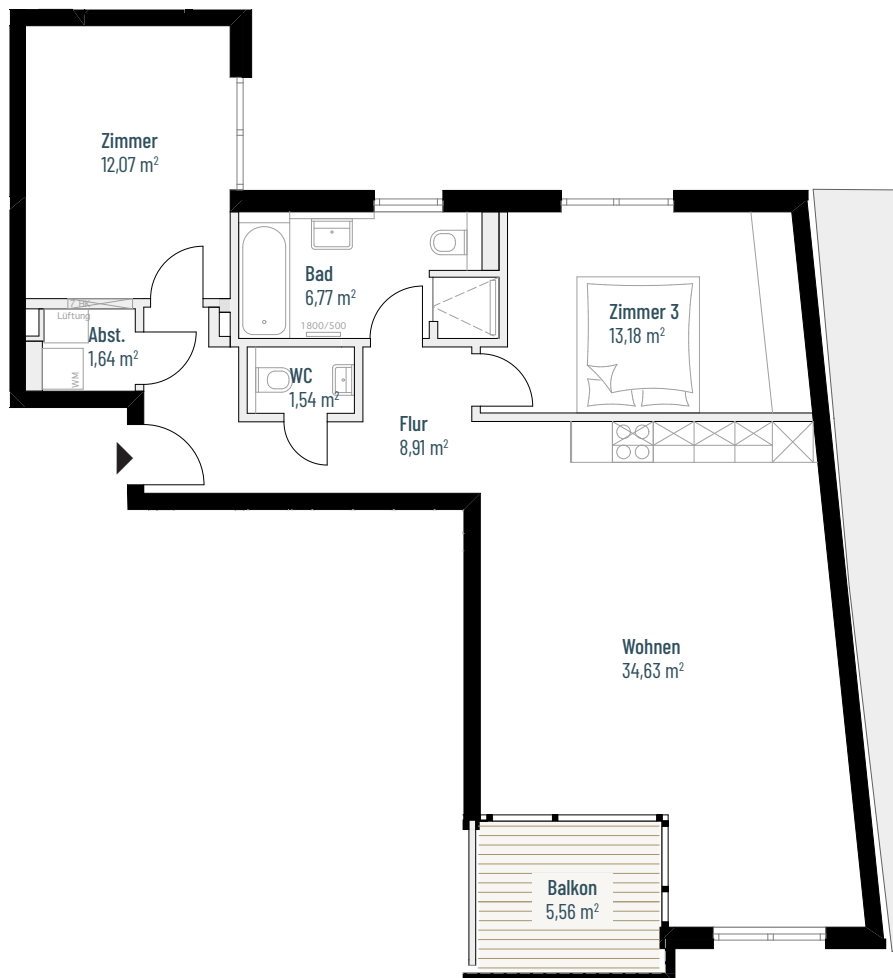 Zimmer
12,07 m²
Bad
6,77 m²
1800/500
Zimmer 3
13,18 m²
Lüftung
Abst.
1,64 m²
WM
WC
1,54 m²
Flur
8,91 m²
Wohnen
34,63 m²
Balkon
5,56 m²